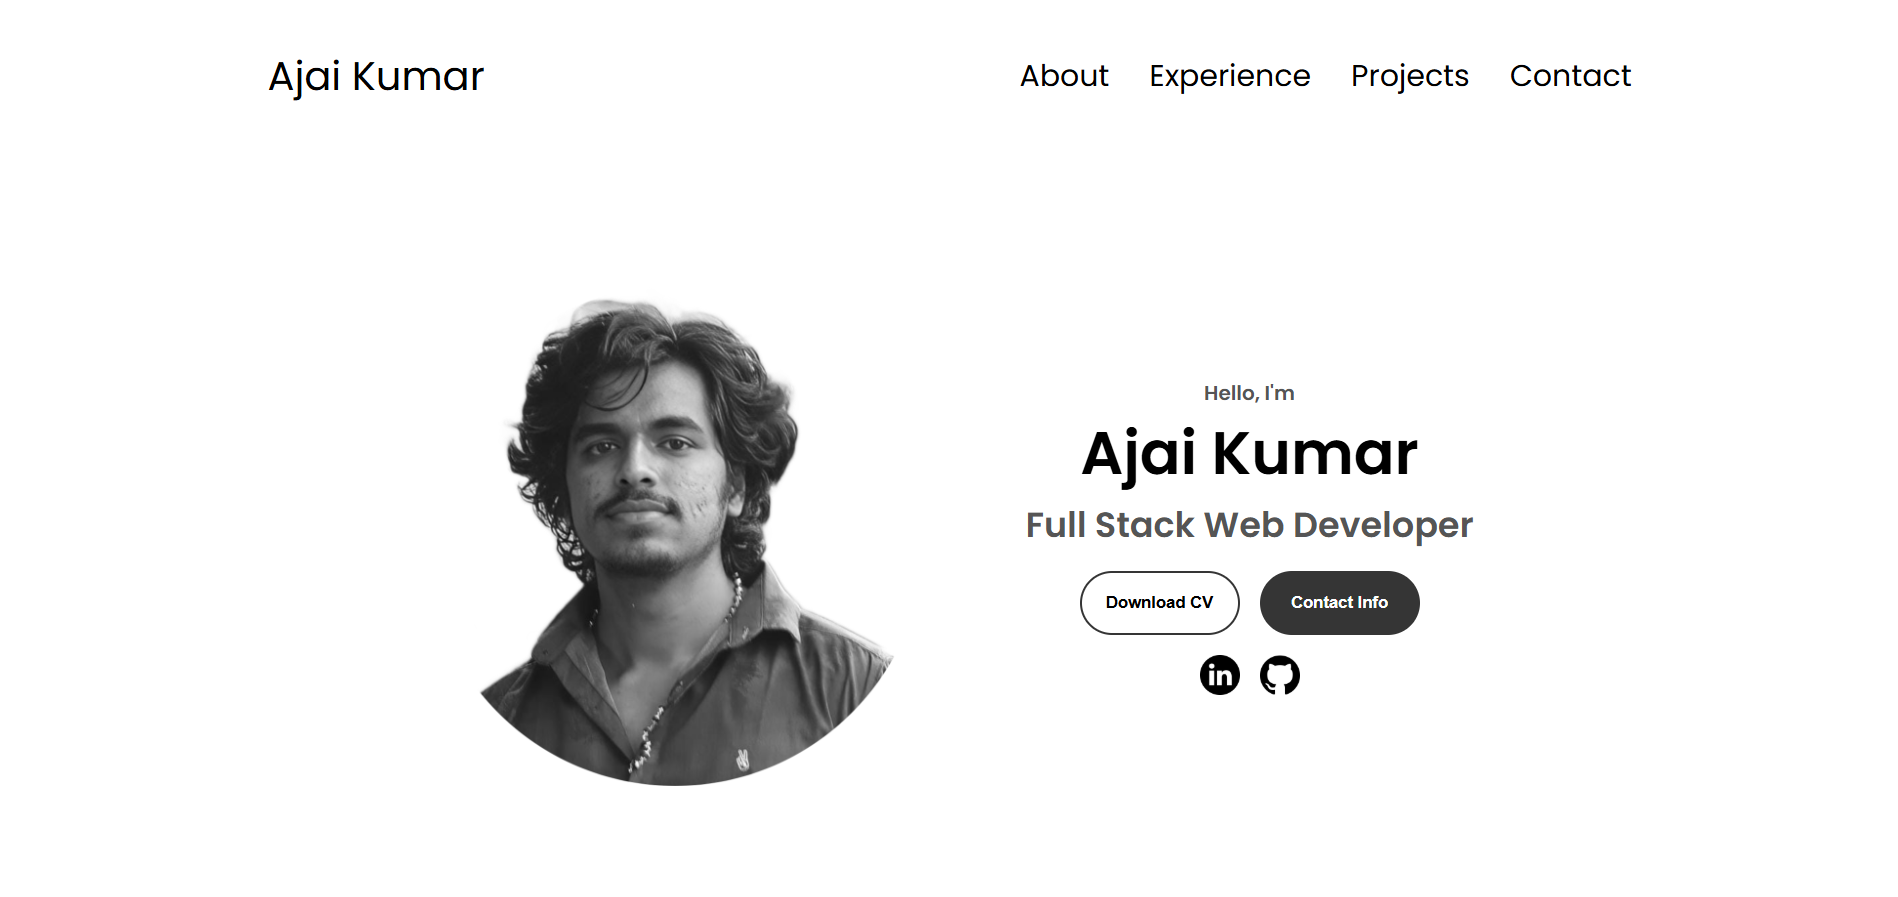 Ajai Kumar
About Experience Projects Contact
Hello, I'm
Ajai Kumar
Full Stack Web Developer
Download CV Contact Info
in